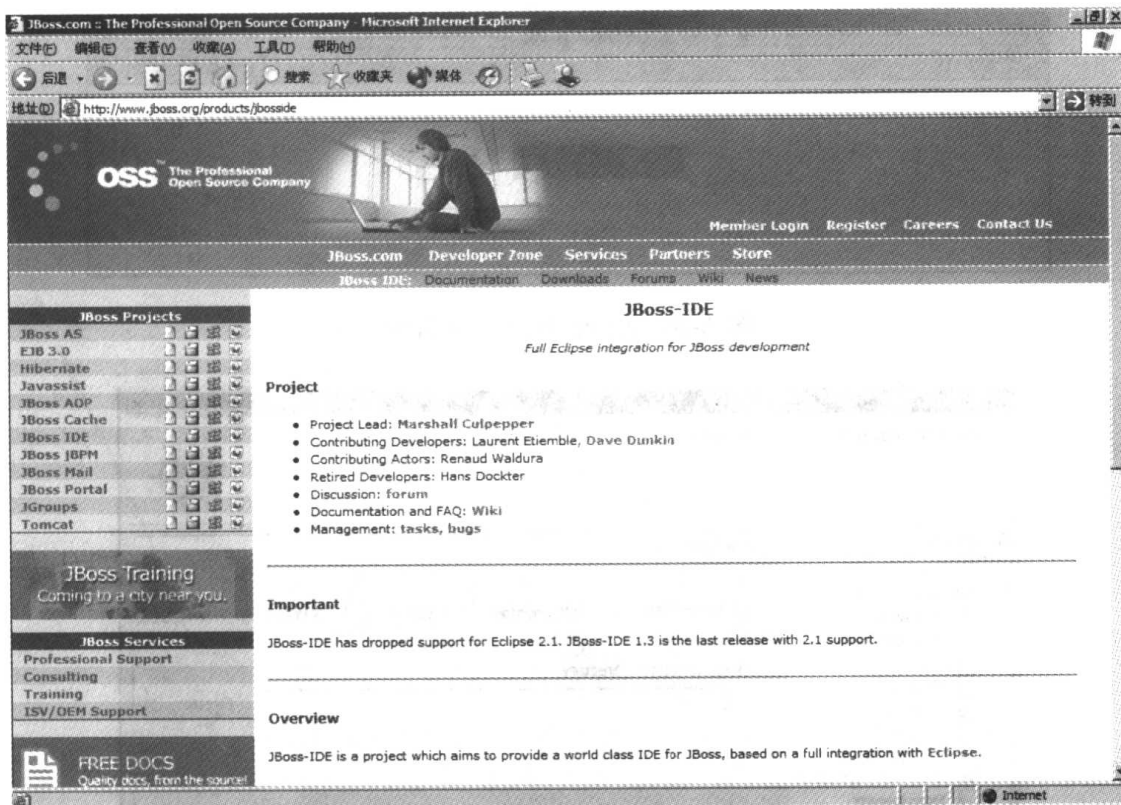 JBoss.com :: The Professional Open Source Company - Microsoft Internet Explorer
文件(F) 编辑(E) 查看(V) 收藏(A) 工具(T) 帮助(H)
后退 搜索 收藏夹 媒体
地址(D) http://www.jboss.org/products/jbosside 转到
OSS™ The Professional
Open Source Company
Member Login Register Careers Contact Us
JBoss.com Developer Zone Services Partners Store
JBoss IDE: Documentation Downloads Forums Wiki News
JBoss Projects
JBoss AS
EJB 3.0
Hibernate
Javassist
JBoss AOP
JBoss Cache
JBoss IDE
JBoss JBPM
JBoss Mail
JBoss Portal
JGroups
Tomcat
JBoss Training
Coming to a city near you.
JBoss Services
Professional Support
Consulting
Training
ISV/OEM Support
FREE DOCS
Quality docs, from the source!
JBoss-IDE
Full Eclipse integration for JBoss development
Project
• Project Lead: Marshall Culpepper
• Contributing Developers: Laurent Etiemble, Dave Dunkin
• Contributing Actors: Renaud Waldura
• Retired Developers: Hans Dockter
• Discussion: forum
• Documentation and FAQ: Wiki
• Management: tasks, bugs
Important
JBoss-IDE has dropped support for Eclipse 2.1. JBoss-IDE 1.3 is the last release with 2.1 support.
Overview
JBoss-IDE is a project which aims to provide a world class IDE for JBoss, based on a full integration with Eclipse.
Internet